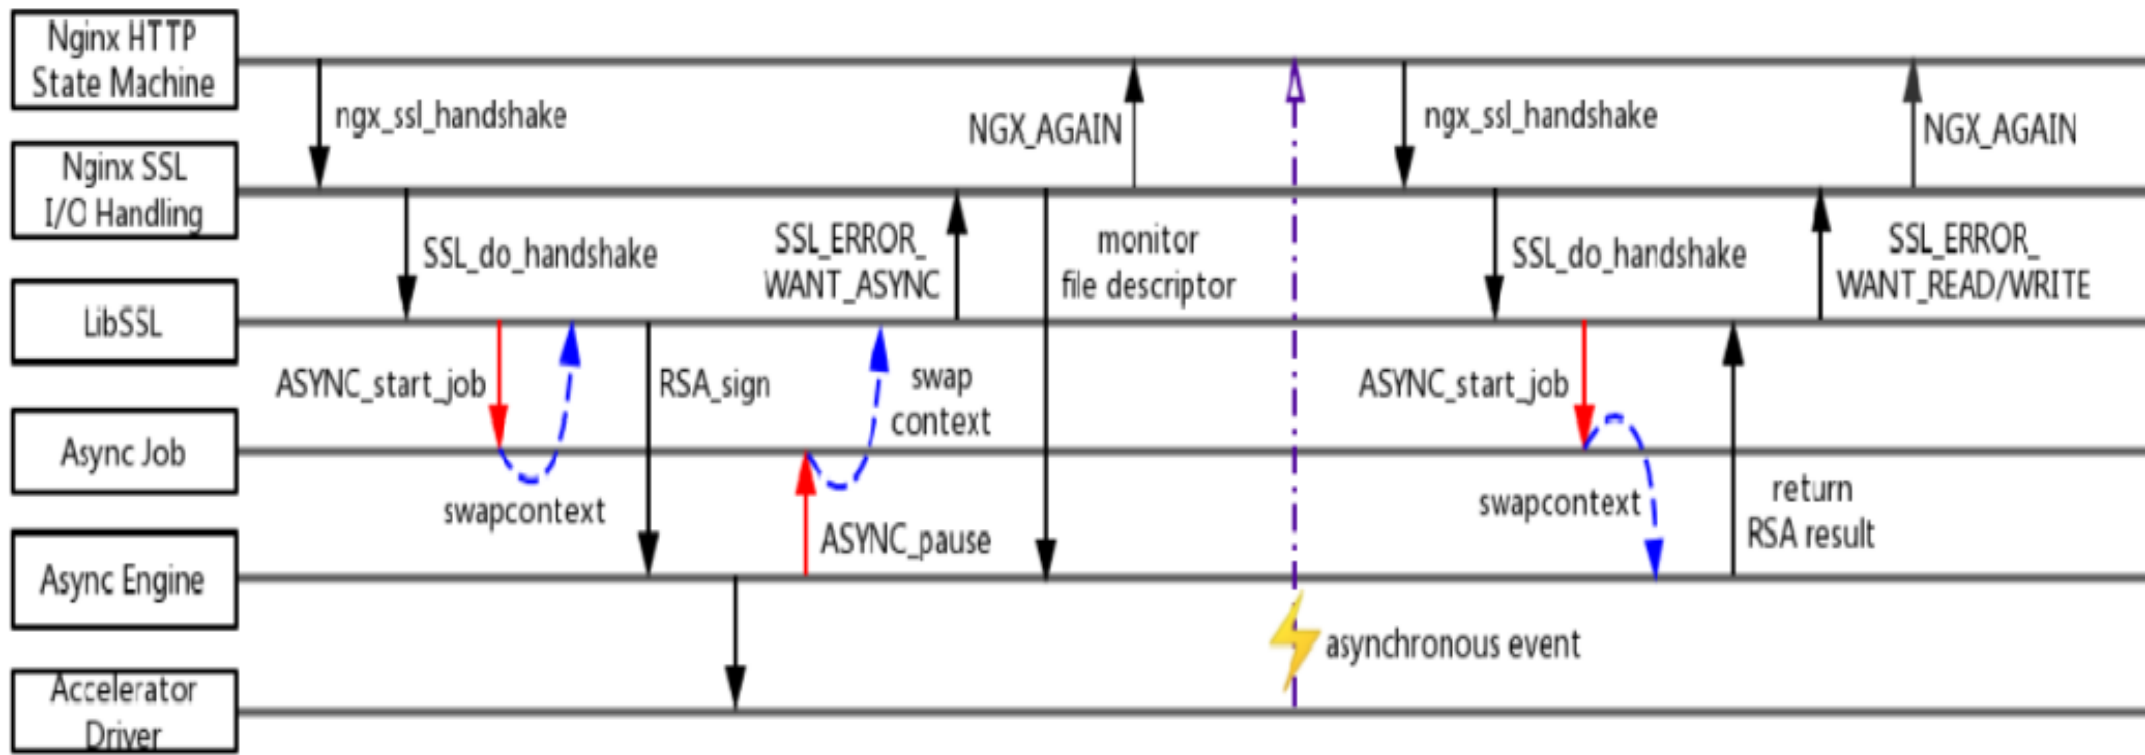 Nginx HTTP
State Machine
ngx_ssl_handshake
NGX_AGAIN
ngx_ssl_handshake
NGX_AGAIN
Nginx SSL
I/O Handling
SSL_do_handshake
SSL_ERROR_
WANT_ASYNC
monitor
file descriptor
SSL_do_handshake
SSL_ERROR_
WANT_READ/WRITE
LibSSL
ASYNC_start_job
RSA_sign
swap
context
ASYNC_start_job
Async Job
swapcontext
ASYNC_pause
swapcontext
return
RSA result
Async Engine
asynchronous event
Accelerator
Driver